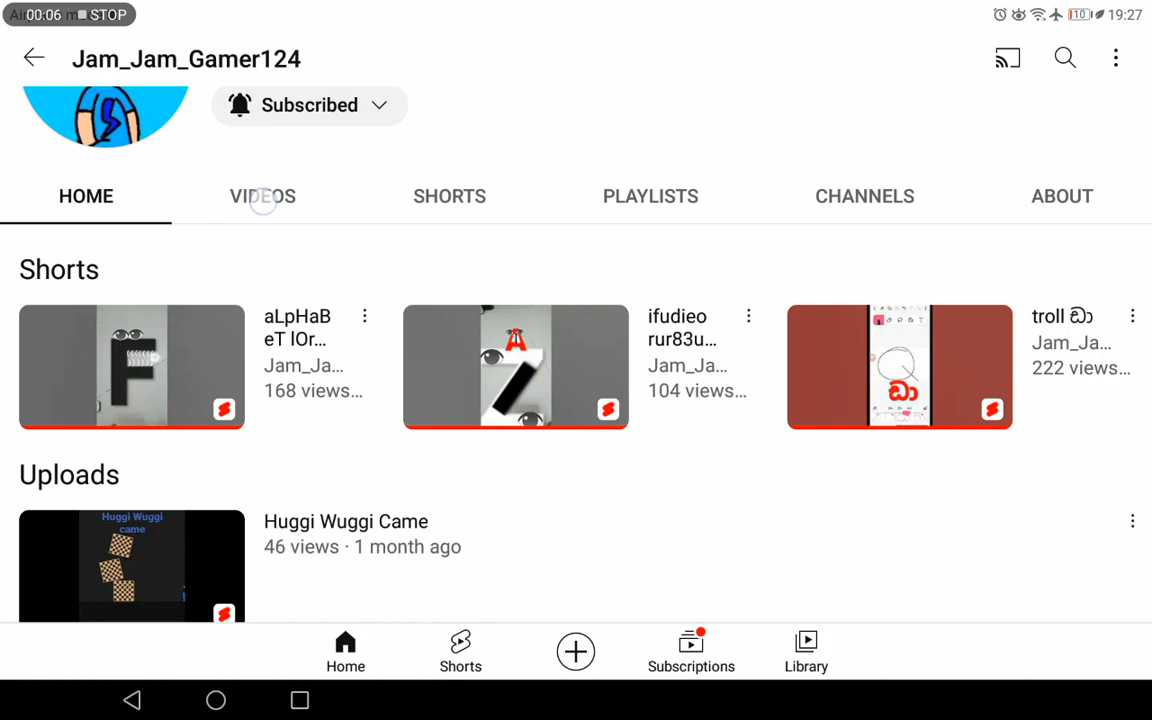 00:06 STOP
10 19:27
Jam_Jam_Gamer124
Subscribed
HOME VIDEOS SHORTS PLAYLISTS CHANNELS ABOUT
Shorts
aLpHaB
eT lOr...
Jam_Ja...
168 views...
ifudieo
rur83u...
Jam_Ja...
104 views...
troll ඩා
Jam_Ja...
222 views...
F
A
Z
ඩා
Uploads
Huggi Wuggi
came
Huggi Wuggi Came
46 views · 1 month ago
Home Shorts Subscriptions Library